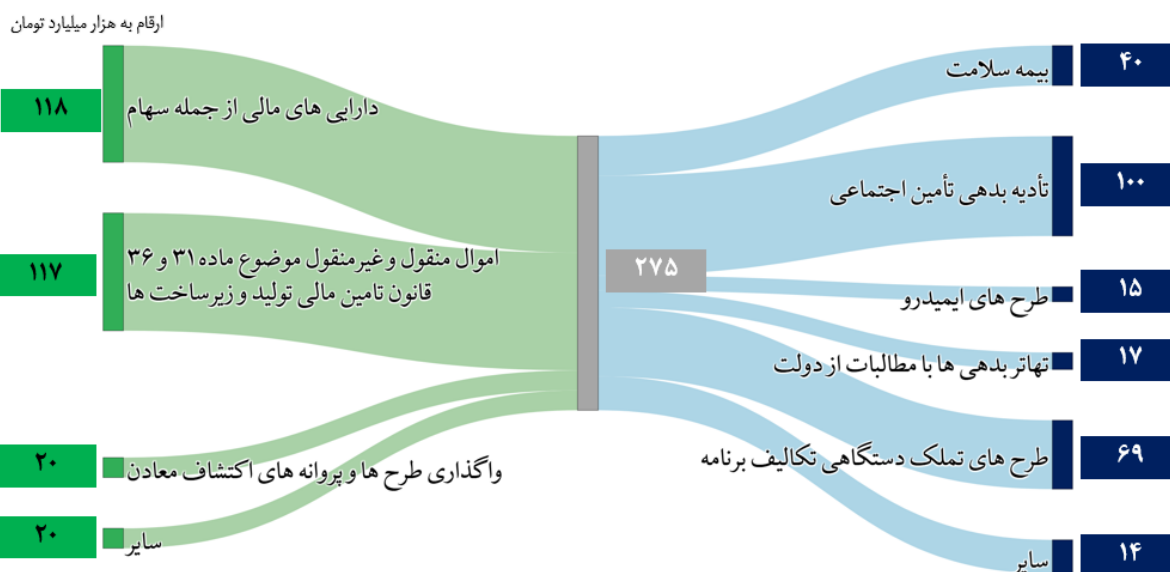 ارقام به هزار میلیارد تومان
۱۱۸
دارایی های مالی از جمله سهام
۱۱۷
اموال منقول و غیرمنقول موضوع ماده ۳۱ و ۳۶
قانون تامین مالی تولید و زیرساخت ها
۲۰
واگذاری طرح ها و پروانه های اکتشاف معادن
۲۰
سایر
۲۷۵
بیمه سلامت
۴۰
تأدیه بدهی تأمین اجتماعی
۱۰۰
طرح های ایمیدرو
۱۵
تهاتر بدهی ها با مطالبات از دولت
۱۷
طرح های تملک دستگاهی تکالیف برنامه
۶۹
سایر
۱۴